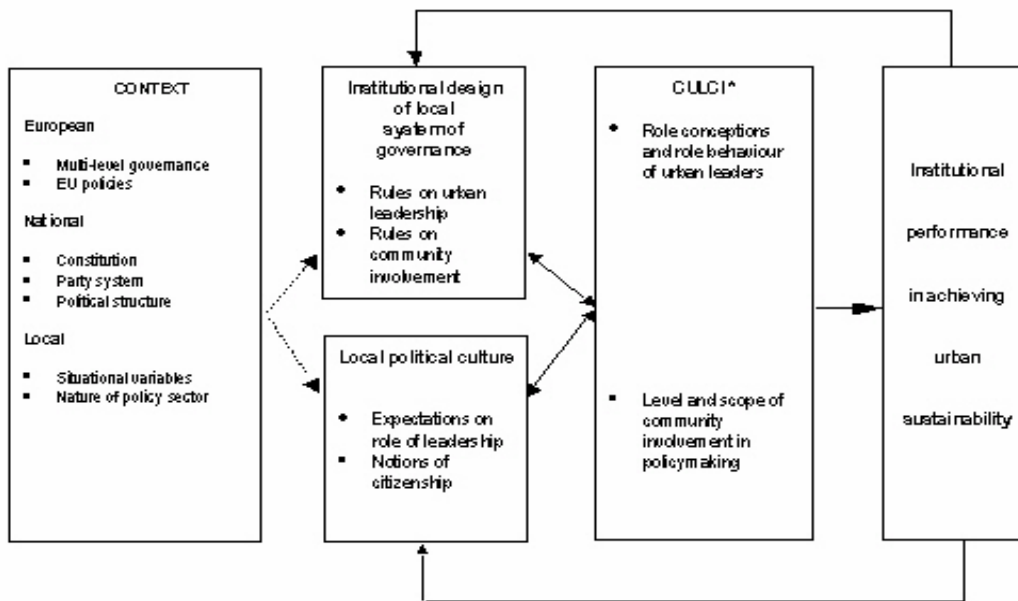 CONTEXT
European
▪ Multi-level governance
▪ EU policies
National
▪ Constitution
▪ Party system
▪ Political structure
Local
▪ Situational variables
▪ Nature of policy sector
Institutional design
of local
system of
governance
• Rules on urban
leadership
• Rules on
community
involvement
Local political culture
• Expectations on
role of leadership
▪ Notions of
citizenship
CULCI*
• Role conceptions
and role behaviour
of urban leaders
▪ Level and scope of
community
involvement in
policymaking
Institutional
performance
in achieving
urban
sustainability